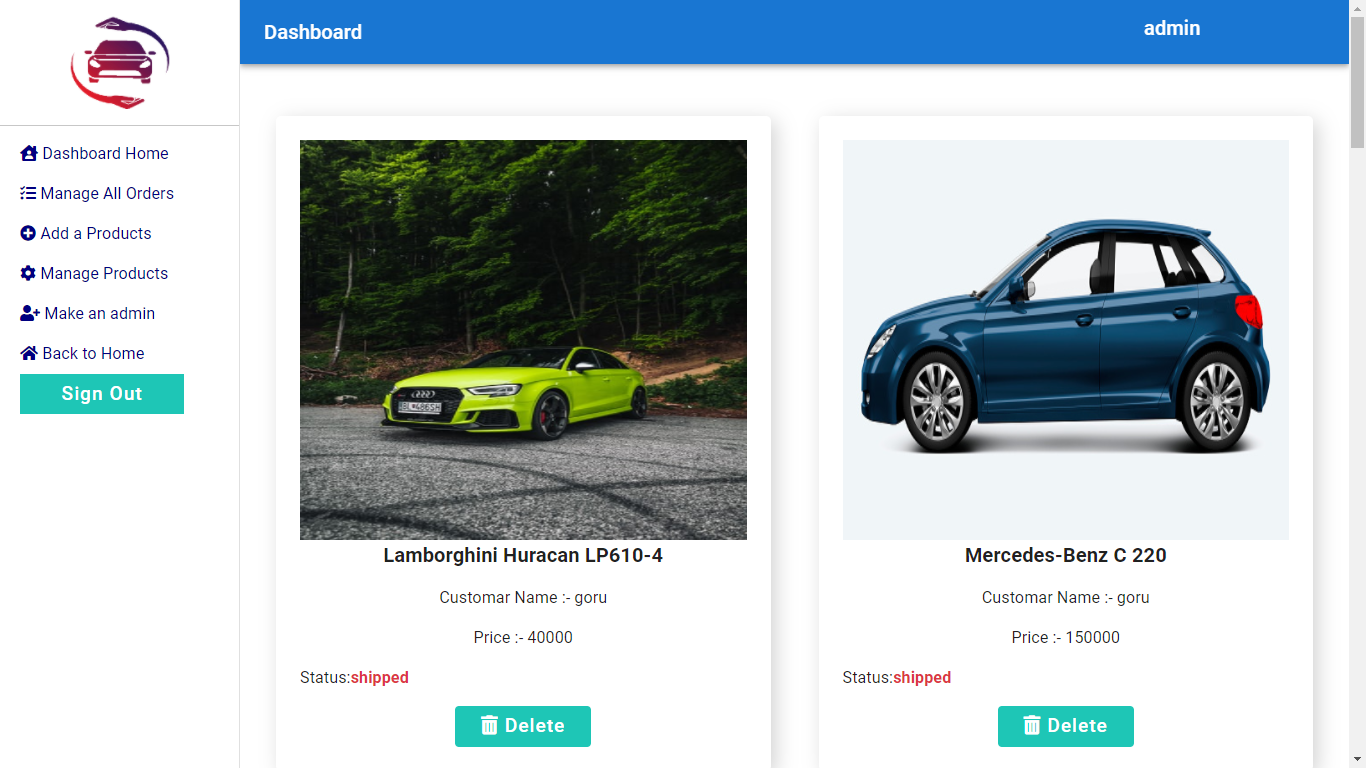 Dashboard
admin
Dashboard Home
Manage All Orders
Add a Products
Manage Products
Make an admin
Back to Home
Sign Out
Lamborghini Huracan LP610-4
Customar Name :- goru
Price :- 40000
Status:shipped
Delete
Mercedes-Benz C 220
Customar Name :- goru
Price :- 150000
Status:shipped
Delete